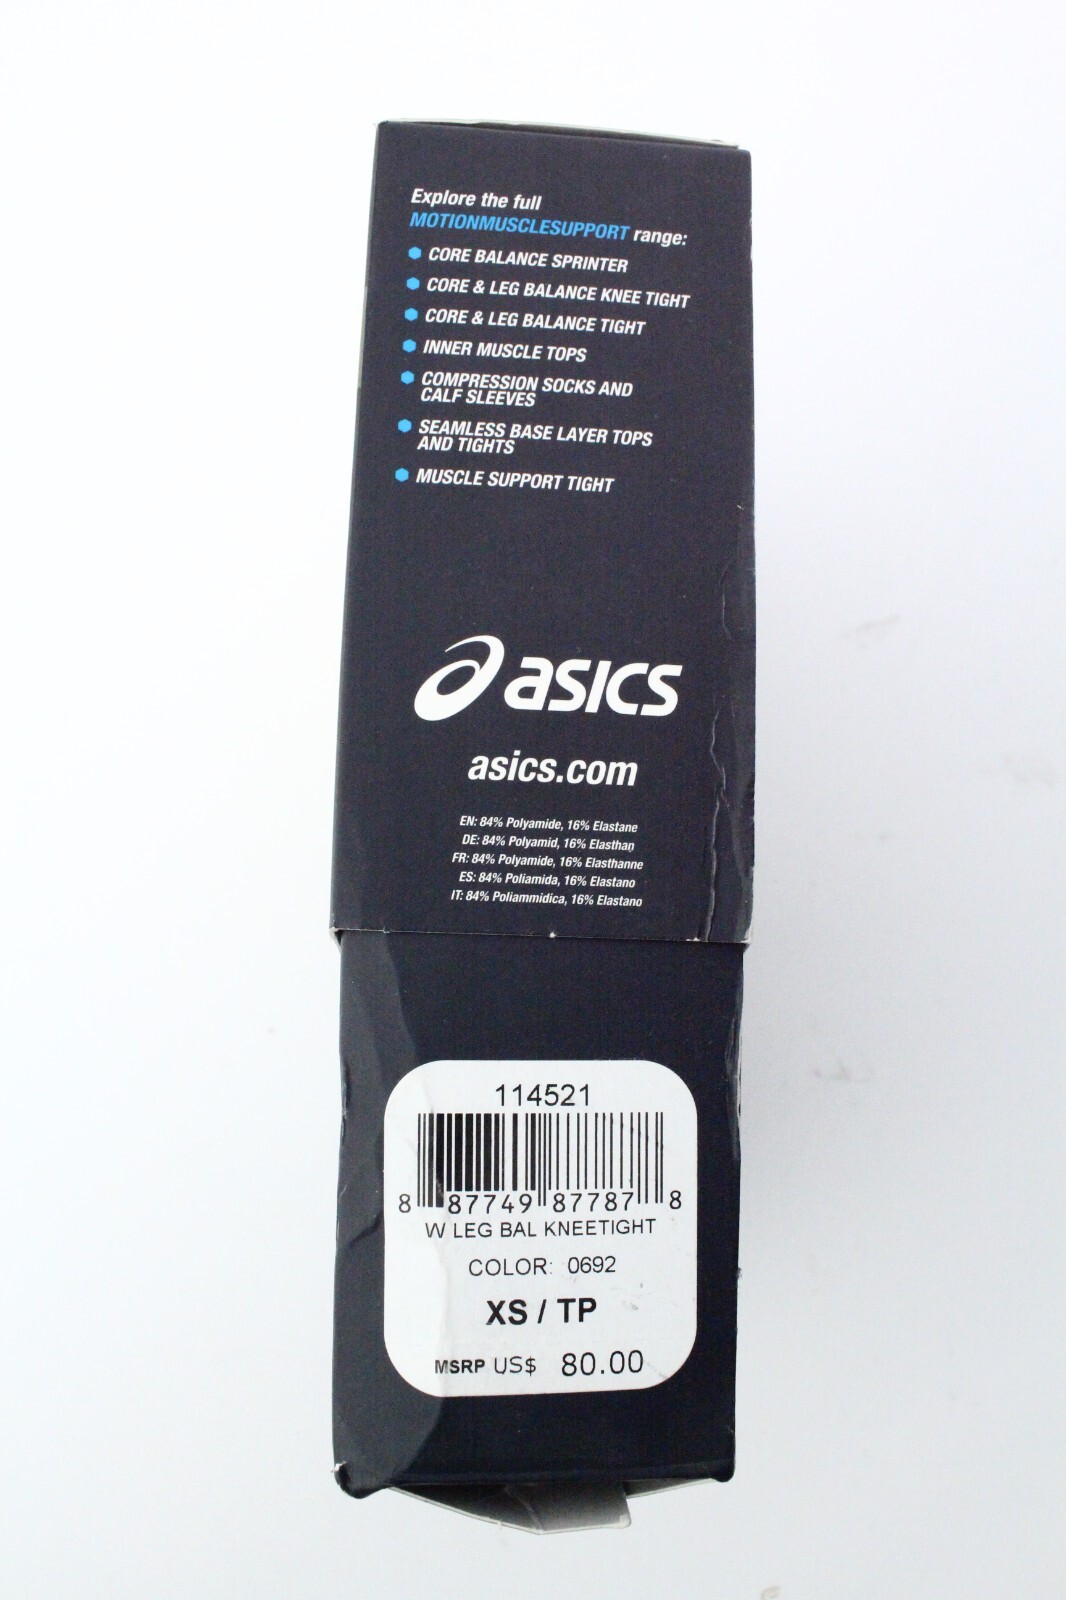 Explore the full
MOTIONMUSCLESUPPORT range:
CORE BALANCE SPRINTER
CORE & LEG BALANCE KNEE TIGHT
CORE & LEG BALANCE TIGHT
INNER MUSCLE TOPS
COMPRESSION SOCKS AND
CALF SLEEVES
SEAMLESS BASE LAYER TOPS
AND TIGHTS
MUSCLE SUPPORT TIGHT
asics
asics.com
EN: 84% Polyamide, 16% Elastane
DE: 84% Polyamid, 16% Elasthan
FR: 84% Polyamide, 16% Elasthanne
ES: 84% Poliamida, 16% Elastano
IT: 84% Poliammidica, 16% Elastano
114521
8 87749 87787 8
W LEG BAL KNEETIGHT
COLOR: 0692
XS / TP
MSRP US$ 80.00